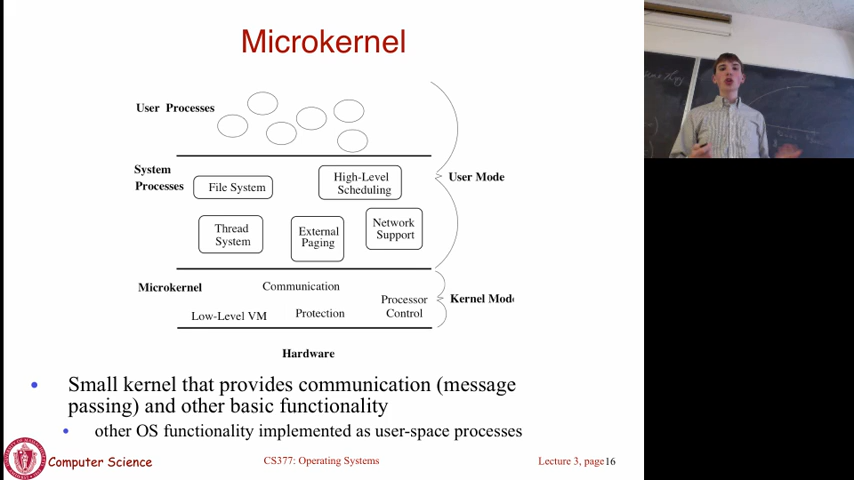 Microkernel
User Processes
System
Processes
File System
High-Level
Scheduling
User Mode
Thread
System
External
Paging
Network
Support
Microkernel
Communication
Processor
Control
Kernel Mod
Low-Level VM
Protection
Hardware
• Small kernel that provides communication (message
passing) and other basic functionality
• other OS functionality implemented as user-space processes
Computer Science
CS377: Operating Systems
Lecture 3, page 16